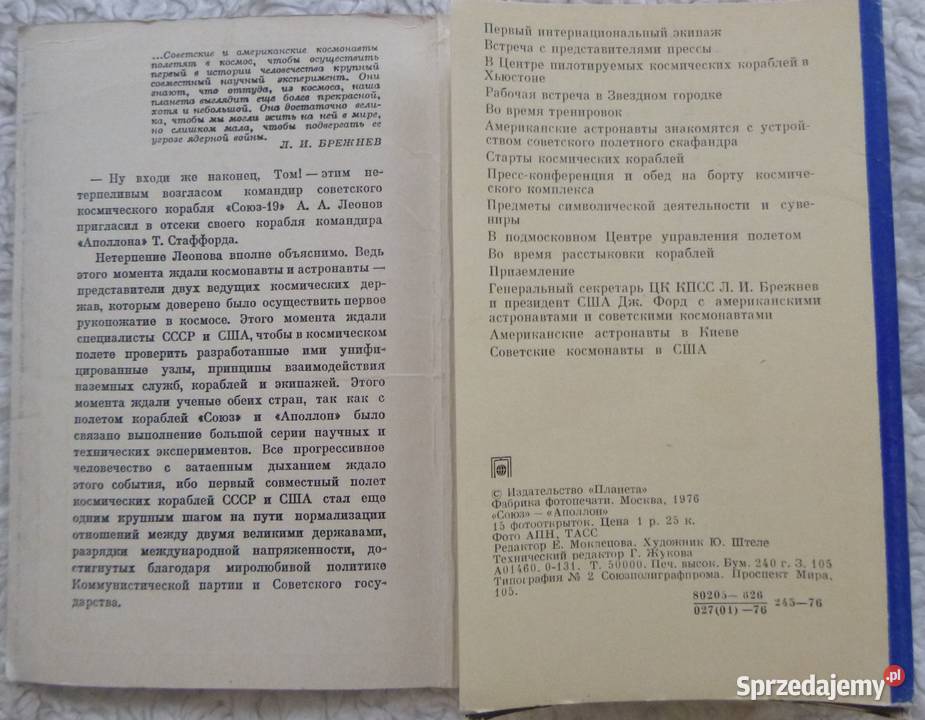 ...Советские и американские космонавты
полетят в космос, чтобы осуществить
первый в истории человечества крупный
совместный научный эксперимент. Они
знают, что оттуда, из космоса, наша
планета выглядит еще более прекрасной,
хотя и небольшой. Она достаточно вели-
ка, чтобы мы могли жить на ней в мире,
но слишком мала, чтобы подвергать ее
угрозе ядерной войны.
Л. И. БРЕЖНЕВ
— Ну входи же наконец, Том! — этим не-
терпеливым возгласом командир советского
космического корабля «Союз-19» А. А. Леонов
пригласил в отсеки своего корабля командира
«Аполлона» Т. Стаффорда.
Нетерпение Леонова вполне объяснимо. Ведь
этого момента ждали космонавты и астронавты —
представители двух ведущих космических дер-
жав, которым доверено было осуществить первое
рукопожатие в космосе. Этого момента ждали
специалисты СССР и США, чтобы в космическом
полете проверить разработанные ими унифи-
цированные узлы, принципы взаимодействия
наземных служб, кораблей и экипажей. Этого
момента ждали ученые обеих стран, так как с
полетом кораблей «Союз» и «Аполлон» было
связано выполнение большой серии научных и
технических экспериментов. Все прогрессивное
человечество с затаенным дыханием ждало
этого события, ибо первый совместный полет
космических кораблей СССР и США стал еще
одним крупным шагом на пути нормализации
отношений между двумя великими державами,
разрядки международной напряженности, до-
стигнутых благодаря миролюбивой политике
Коммунистической партии и Советского госу-
дарства.
Первый интернациональный экипаж
Встреча с представителями прессы
В Центре пилотируемых космических кораблей в
Хьюстоне
Рабочая встреча в Звездном городке
Во время тренировок
Американские астронавты знакомятся с устрой-
ством советского полетного скафандра
Старты космических кораблей
Пресс-конференция и обед на борту космиче-
ского комплекса
Предметы символической деятельности и суве-
ниры
В подмосковном Центре управления полетом
Во время расстыковки кораблей
Приземление
Генеральный секретарь ЦК КПСС Л. И. Брежнев
и президент США Дж. Форд с американскими
астронавтами и советскими космонавтами
Американские астронавты в Киеве
Советские космонавты в США
© Издательство «Планета»
Фабрика фотопечати. Москва, 1976
«Союз» — «Аполлон»
15 фотооткрыток. Цена 1 р. 25 к.
Фото АПН, ТАСС
Редактор Е. Моклецова. Художник Ю. Штеле
Технический редактор Г. Жукова
А01460. 0-131. Т. 50000. Печ. высок. Бум. 240 г. З. 105
Типография № 2 Союзполиграфпрома. Проспект Мира,
105.
80205— 626
027(01) —76 245—76
Sprzedajemy.pl